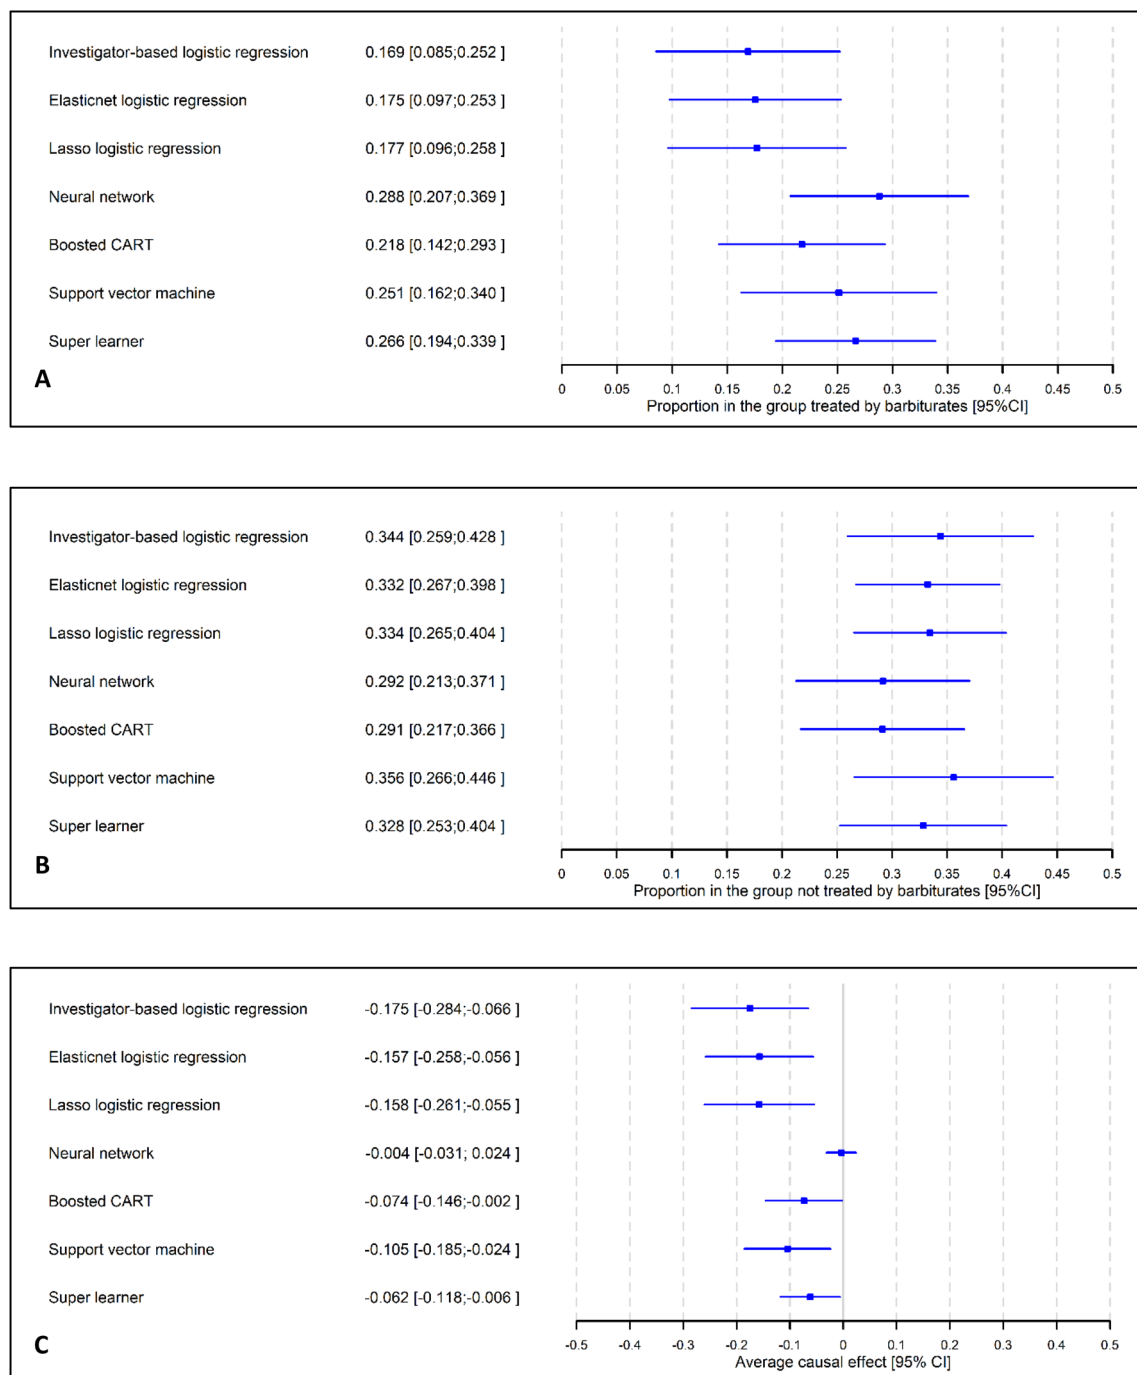 Investigator-based logistic regression 0.169 [0.085;0.252 ]
Elasticnet logistic regression 0.175 [0.097;0.253 ]
Lasso logistic regression 0.177 [0.096;0.258 ]
Neural network 0.288 [0.207;0.369 ]
Boosted CART 0.218 [0.142;0.293 ]
Support vector machine 0.251 [0.162;0.340 ]
Super learner 0.266 [0.194;0.339 ]
A
0 0.05 0.1 0.15 0.2 0.25 0.3 0.35 0.4 0.45 0.5
Proportion in the group treated by barbiturates [95%CI]
Investigator-based logistic regression 0.344 [0.259;0.428 ]
Elasticnet logistic regression 0.332 [0.267;0.398 ]
Lasso logistic regression 0.334 [0.265;0.404 ]
Neural network 0.292 [0.213;0.371 ]
Boosted CART 0.291 [0.217;0.366 ]
Support vector machine 0.356 [0.266;0.446 ]
Super learner 0.328 [0.253;0.404 ]
B
0 0.05 0.1 0.15 0.2 0.25 0.3 0.35 0.4 0.45 0.5
Proportion in the group not treated by barbiturates [95%CI]
Investigator-based logistic regression -0.175 [-0.284;-0.066 ]
Elasticnet logistic regression -0.157 [-0.258;-0.056 ]
Lasso logistic regression -0.158 [-0.261;-0.055 ]
Neural network -0.004 [-0.031; 0.024 ]
Boosted CART -0.074 [-0.146;-0.002 ]
Support vector machine -0.105 [-0.185;-0.024 ]
Super learner -0.062 [-0.118;-0.006 ]
C
-0.5 -0.4 -0.3 -0.2 -0.1 0 0.1 0.2 0.3 0.4 0.5
Average causal effect [95% CI]